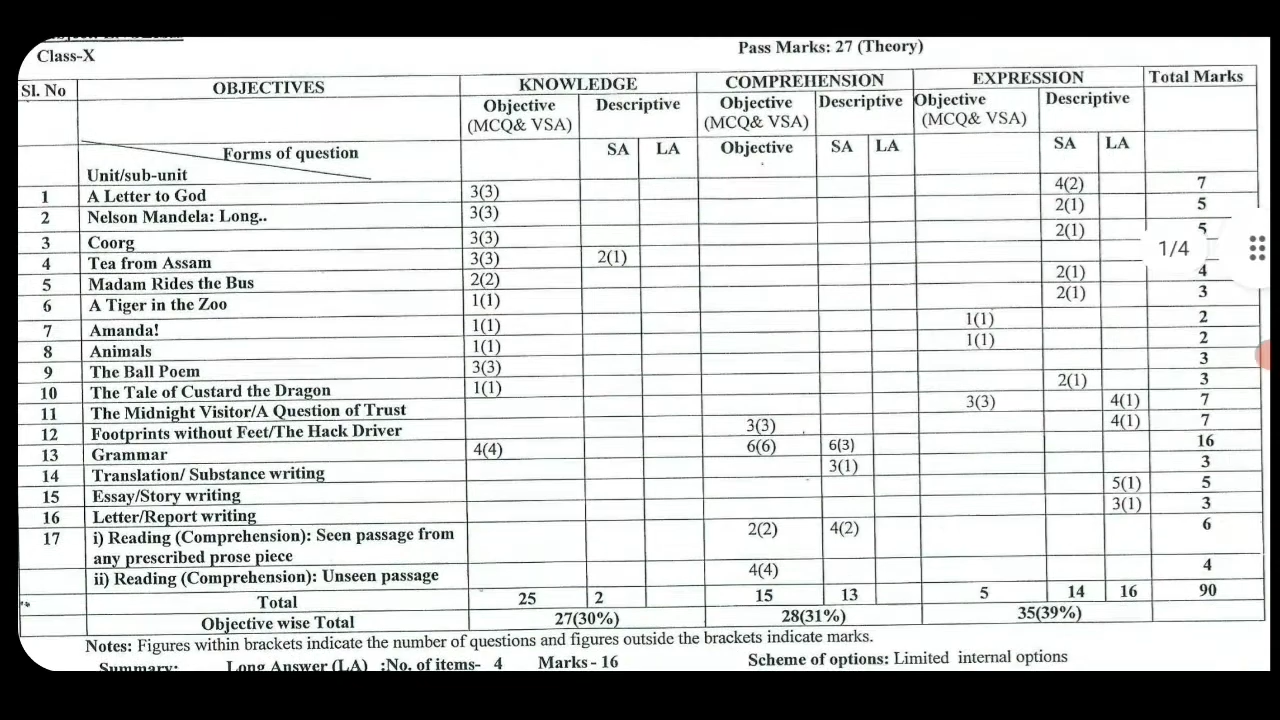 Class-X
Pass Marks: 27 (Theory)
Sl. No OBJECTIVES KNOWLEDGE COMPREHENSION EXPRESSION Total Marks
Objective (MCQ& VSA) Descriptive Objective (MCQ& VSA) Descriptive Objective (MCQ& VSA) Descriptive
Forms of question SA LA Objective SA LA SA LA
Unit/sub-unit
1 A Letter to God 3(3) 4(2) 7
2 Nelson Mandela: Long.. 3(3) 2(1) 5
3 Coorg 3(3) 2(1) 5
4 Tea from Assam 3(3) 2(1)
5 Madam Rides the Bus 2(2) 2(1) 4
6 A Tiger in the Zoo 1(1) 2(1) 3
7 Amanda! 1(1) 1(1) 2
8 Animals 1(1) 1(1) 2
9 The Ball Poem 3(3) 3
10 The Tale of Custard the Dragon 1(1) 2(1) 3
11 The Midnight Visitor/A Question of Trust 3(3) 4(1) 7
12 Footprints without Feet/The Hack Driver 3(3) 4(1) 7
13 Grammar 4(4) 6(6) 6(3) 16
14 Translation/ Substance writing 3(1) 3
15 Essay/Story writing 5(1) 5
16 Letter/Report writing 3(1) 3
17 i) Reading (Comprehension): Seen passage from 2(2) 4(2) 6
any prescribed prose piece
ii) Reading (Comprehension): Unseen passage 4(4) 4
Total 25 2 15 13 5 14 16 90
Objective wise Total 27(30%) 28(31%) 35(39%)
Notes: Figures within brackets indicate the number of questions and figures outside the brackets indicate marks.
Summary: Long Answer (LA) :No. of items- 4 Marks - 16 Scheme of options: Limited internal options
1/4